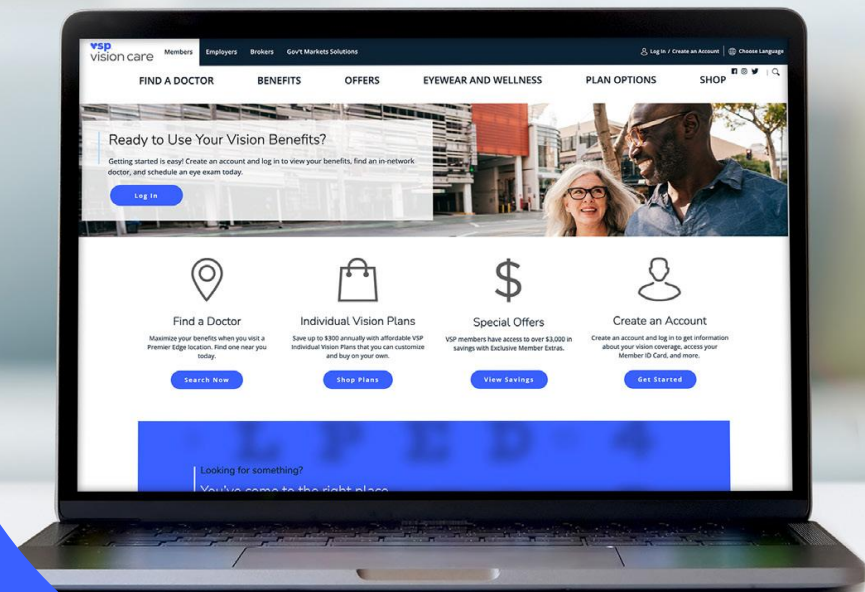 vsp
vision care
Members Employers Brokers Gov't Markets Solutions
Log In / Create an Account
Choose Language
FIND A DOCTOR BENEFITS OFFERS EYEWEAR AND WELLNESS PLAN OPTIONS SHOP
Ready to Use Your Vision Benefits?
Getting started is easy! Create an account and log in to view your benefits, find an in-network
doctor, and schedule an eye exam today.
Log In
Find a Doctor
Maximize your benefits when you visit a
Premier Edge location. Find one near you
today.
Search Now
Individual Vision Plans
Save up to $300 annually with affordable VSP
Individual Vision Plans that you can customize
and buy on your own.
Shop Plans
Special Offers
VSP members have access to over $3,000 in
savings with Exclusive Member Extras.
View Savings
Create an Account
Create an account and log in to get information
about your vision coverage, access your
Member ID Card, and more.
Get Started
L P E D 4
Looking for something?
You've come to the right place